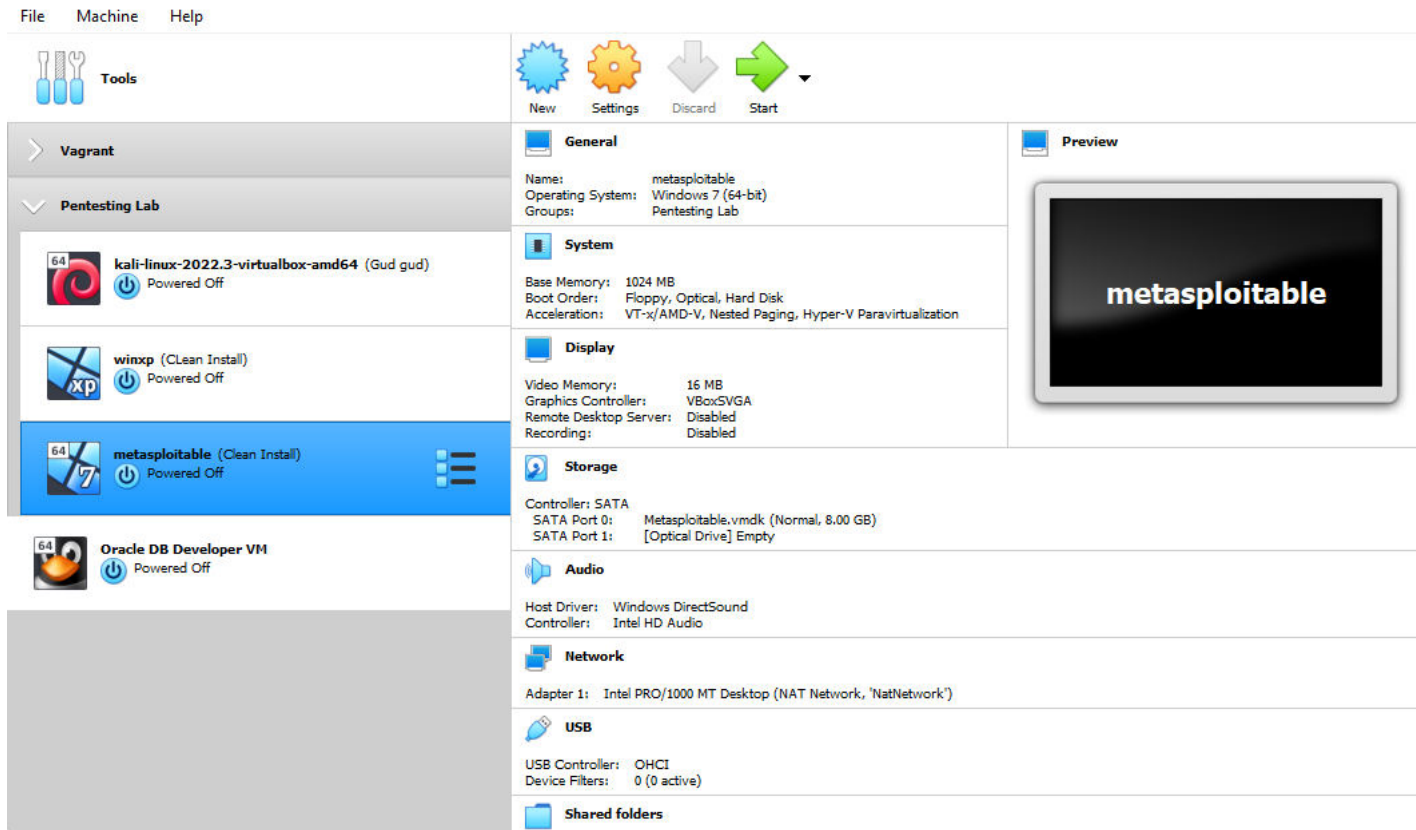 File Machine Help
Tools
New Settings Discard Start
Vagrant
Pentesting Lab
64
kali-linux-2022.3-virtualbox-amd64 (Gud gud)
Powered Off
xp
winxp (CLean Install)
Powered Off
64
7
metasploitable (Clean Install)
Powered Off
64
Oracle DB Developer VM
Powered Off
General
Name: metasploitable
Operating System: Windows 7 (64-bit)
Groups: Pentesting Lab
System
Base Memory: 1024 MB
Boot Order: Floppy, Optical, Hard Disk
Acceleration: VT-x/AMD-V, Nested Paging, Hyper-V Paravirtualization
Display
Video Memory: 16 MB
Graphics Controller: VBoxSVGA
Remote Desktop Server: Disabled
Recording: Disabled
Preview
metasploitable
Storage
Controller: SATA
SATA Port 0: Metasploitable.vmdk (Normal, 8.00 GB)
SATA Port 1: [Optical Drive] Empty
Audio
Host Driver: Windows DirectSound
Controller: Intel HD Audio
Network
Adapter 1: Intel PRO/1000 MT Desktop (NAT Network, 'NatNetwork')
USB
USB Controller: OHCI
Device Filters: 0 (0 active)
Shared folders